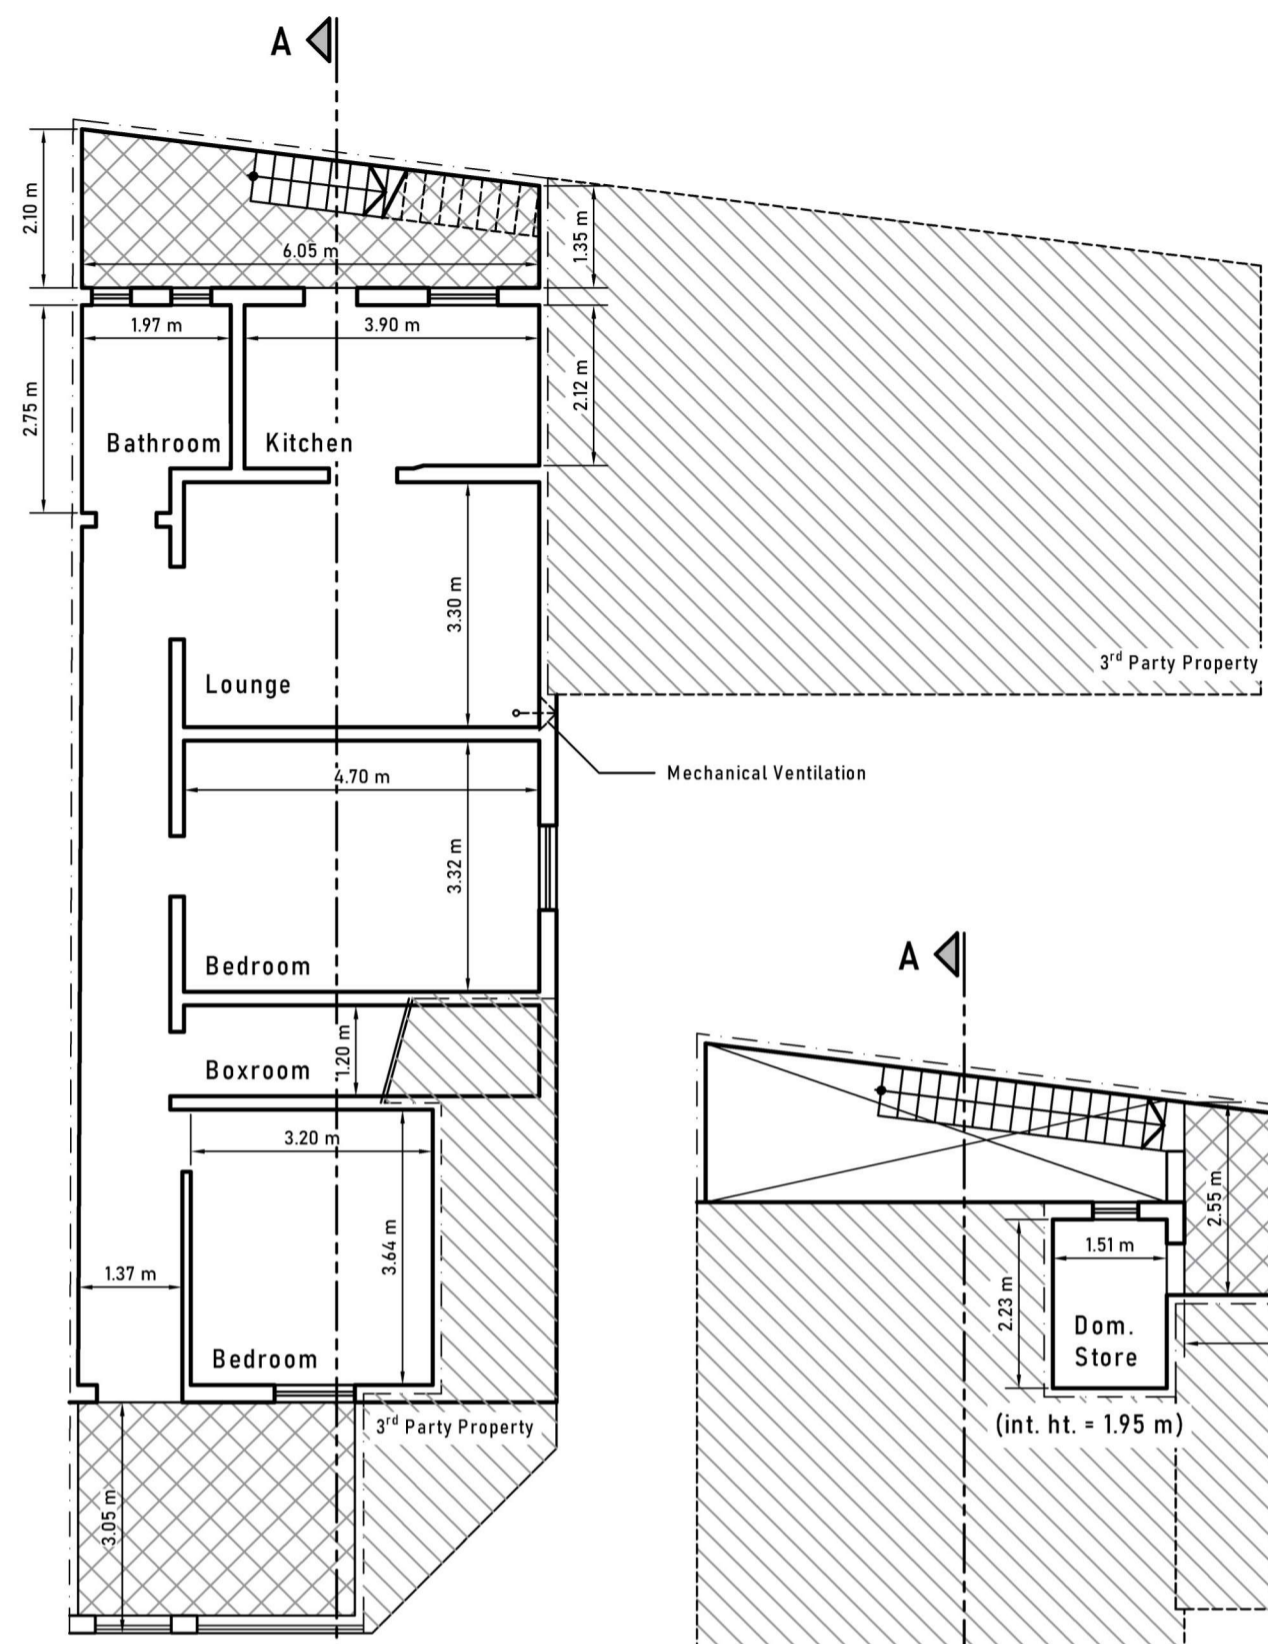 A
2.10 m
6.05 m
1.35 m
1.97 m
3.90 m
2.75 m
2.12 m
Bathroom
Kitchen
3.30 m
Lounge
3rd Party Property
Mechanical Ventilation
4.70 m
3.32 m
Bedroom
A
1.20 m
Boxroom
3.20 m
3.64 m
2.55 m
1.51 m
1.37 m
2.23 m
Dom.
Store
Bedroom
(int. ht. = 1.95 m)
3rd Party Property
3.05 m